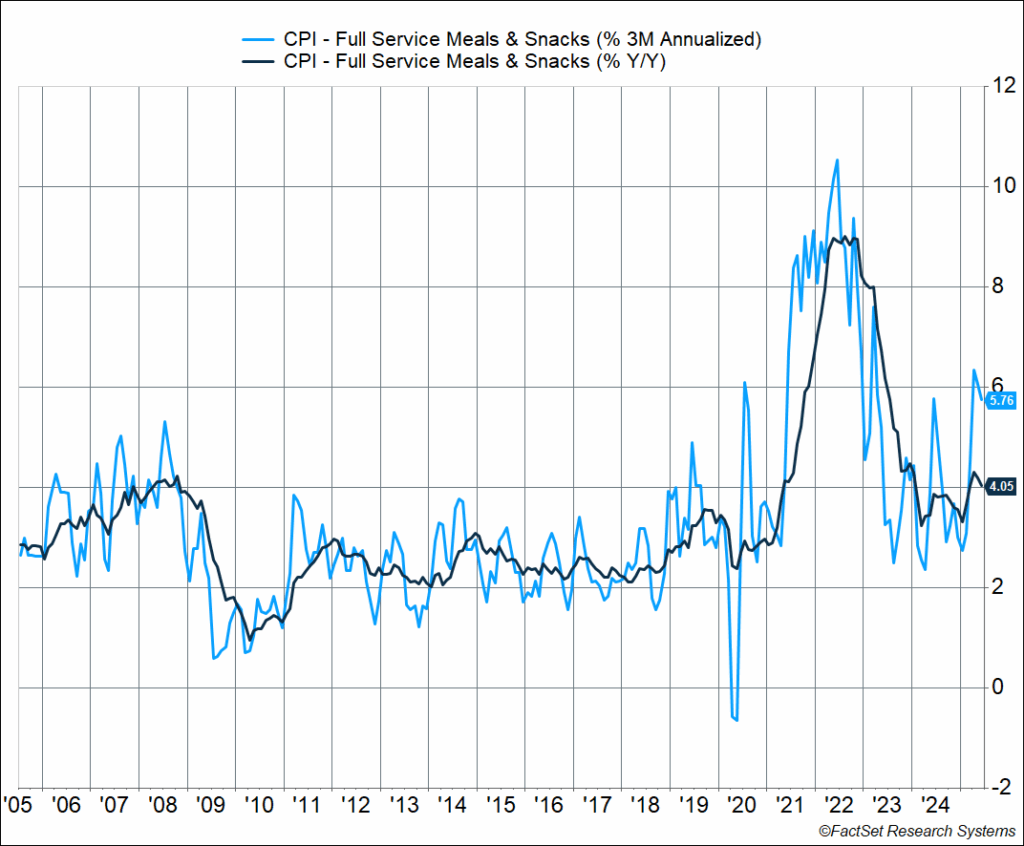 CPI - Full Service Meals & Snacks (% 3M Annualized)
CPI - Full Service Meals & Snacks (% Y/Y)
12
10
8
6
5.76
4.05
2
0
-2
'05 '06 '07 '08 '09 '10 '11 '12 '13 '14 '15 '16 '17 '18 '19 '20 '21 '22 '23 '24
©FactSet Research Systems